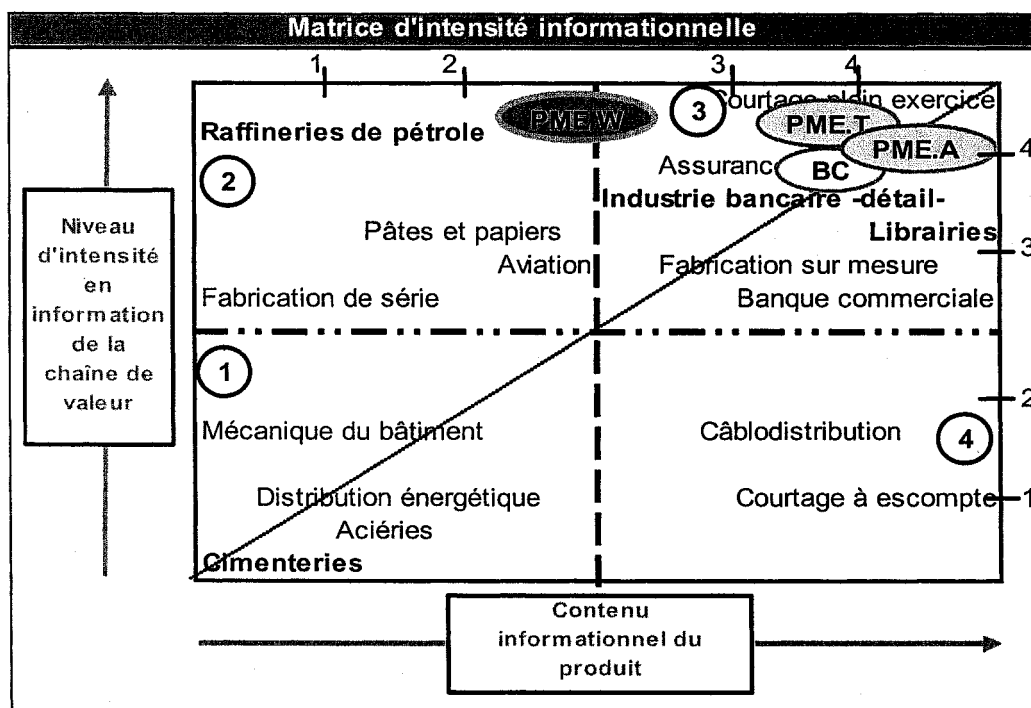 Matrice d'intensité informationnelle
1 2 3 4
Courtage plein exercice
3
PME.W
PME.T
Raffineries de pétrole
PME.A
4
Assuranc
BC
2
Industrie bancaire -détail-
Niveau
d'intensité
en
information
de la
chaîne de
valeur
Pâtes et papiers
Librairies
3
Aviation
Fabrication sur mesure
Fabrication de série
Banque commerciale
1
2
Mécanique du bâtiment
Câblodistribution
4
Distribution énergétique
Courtage à escompte
1
Aciéries
Cimenteries
Contenu
informationnel du
produit